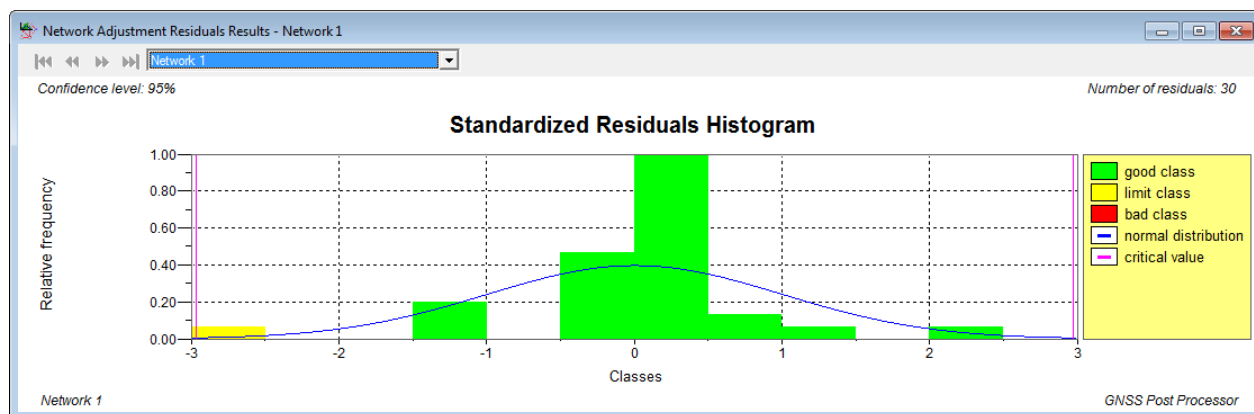 Network Adjustment Residuals Results - Network 1
Network 1
Confidence level: 95%
Number of residuals: 30
Standardized Residuals Histogram
Relative frequency
1.00
0.80
0.60
0.40
0.20
0.00
-3 -2 -1 0 1 2 3
Classes
good class
limit class
bad class
normal distribution
critical value
Network 1
GNSS Post Processor